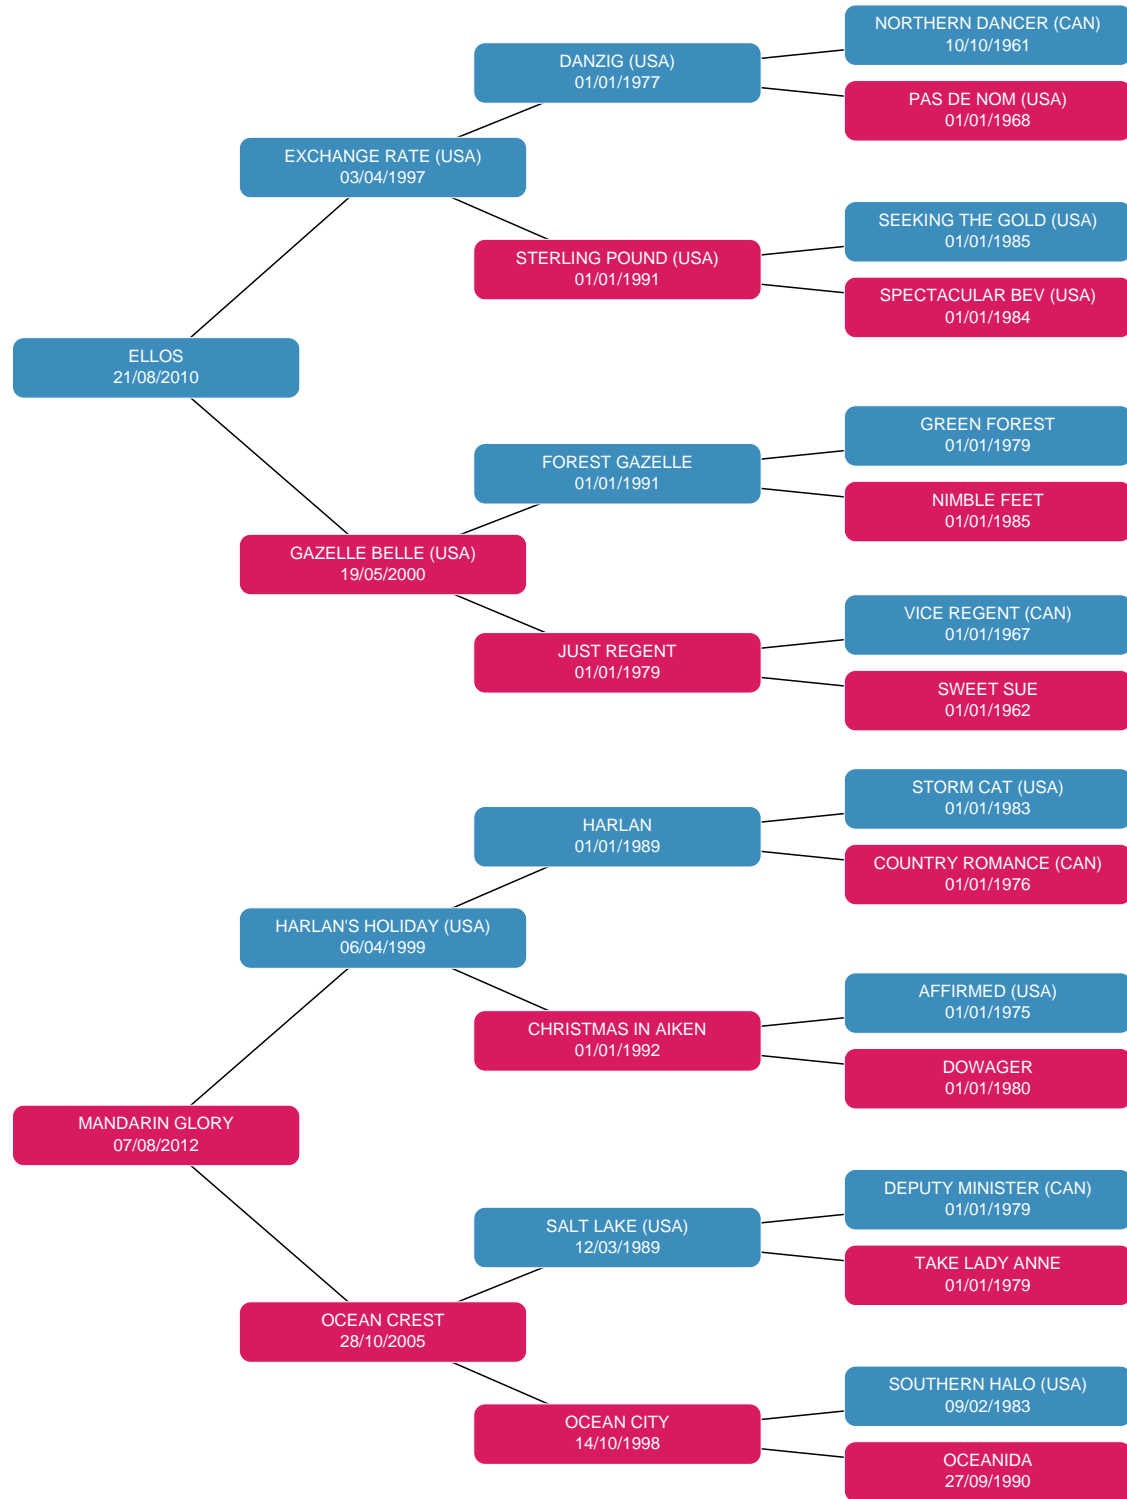 NORTHERN DANCER (CAN)
10/10/1961
DANZIG (USA)
01/01/1977
PAS DE NOM (USA)
01/01/1968
EXCHANGE RATE (USA)
03/04/1997
SEEKING THE GOLD (USA)
01/01/1985
STERLING POUND (USA)
01/01/1991
SPECTACULAR BEV (USA)
01/01/1984
ELLOS
21/08/2010
GREEN FOREST
01/01/1979
FOREST GAZELLE
01/01/1991
NIMBLE FEET
01/01/1985
GAZELLE BELLE (USA)
19/05/2000
VICE REGENT (CAN)
01/01/1967
JUST REGENT
01/01/1979
SWEET SUE
01/01/1962
STORM CAT (USA)
01/01/1983
HARLAN
01/01/1989
COUNTRY ROMANCE (CAN)
01/01/1976
HARLAN'S HOLIDAY (USA)
06/04/1999
AFFIRMED (USA)
01/01/1975
CHRISTMAS IN AIKEN
01/01/1992
DOWAGER
01/01/1980
MANDARIN GLORY
07/08/2012
DEPUTY MINISTER (CAN)
01/01/1979
SALT LAKE (USA)
12/03/1989
TAKE LADY ANNE
01/01/1979
OCEAN CREST
28/10/2005
SOUTHERN HALO (USA)
09/02/1983
OCEAN CITY
14/10/1998
OCEANIDA
27/09/1990